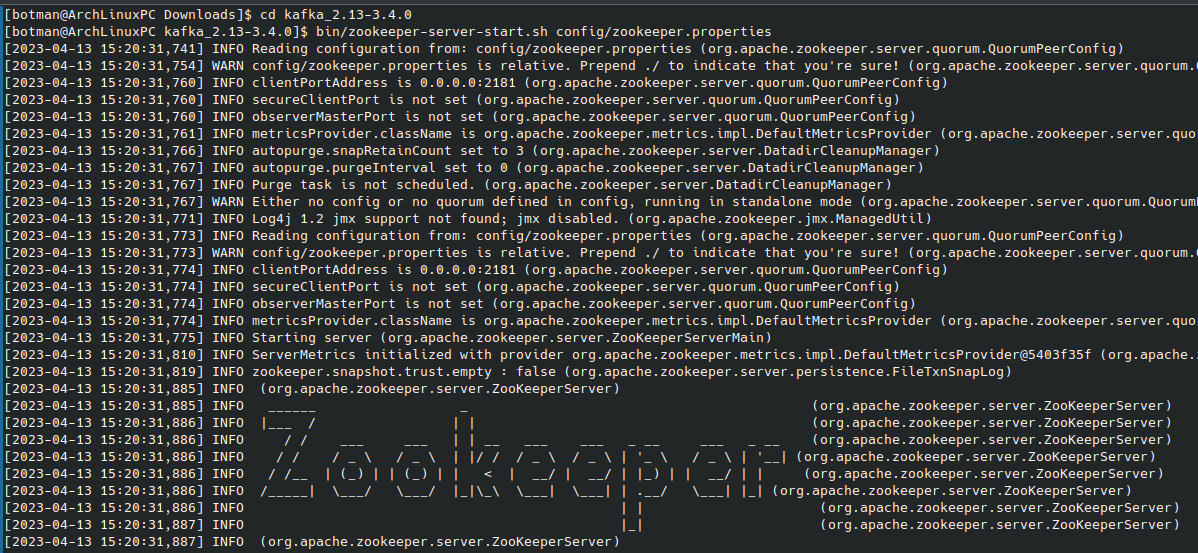 [botman@ArchLinuxPC Downloads]$ cd kafka_2.13-3.4.0
[botman@ArchLinuxPC kafka_2.13-3.4.0]$ bin/zookeeper-server-start.sh config/zookeeper.properties
[2023-04-13 15:20:31,741] INFO Reading configuration from: config/zookeeper.properties (org.apache.zookeeper.server.quorum.QuorumPeerConfig)
[2023-04-13 15:20:31,754] WARN config/zookeeper.properties is relative. Prepend ./ to indicate that you're sure! (org.apache.zookeeper.server.quorum.
[2023-04-13 15:20:31,760] INFO clientPortAddress is 0.0.0.0:2181 (org.apache.zookeeper.server.quorum.QuorumPeerConfig)
[2023-04-13 15:20:31,760] INFO secureClientPort is not set (org.apache.zookeeper.server.quorum.QuorumPeerConfig)
[2023-04-13 15:20:31,760] INFO observerMasterPort is not set (org.apache.zookeeper.server.quorum.QuorumPeerConfig)
[2023-04-13 15:20:31,761] INFO metricsProvider.className is org.apache.zookeeper.metrics.impl.DefaultMetricsProvider (org.apache.zookeeper.server.quo
[2023-04-13 15:20:31,766] INFO autopurge.snapRetainCount set to 3 (org.apache.zookeeper.server.DatadirCleanupManager)
[2023-04-13 15:20:31,767] INFO autopurge.purgeInterval set to 0 (org.apache.zookeeper.server.DatadirCleanupManager)
[2023-04-13 15:20:31,767] INFO Purge task is not scheduled. (org.apache.zookeeper.server.DatadirCleanupManager)
[2023-04-13 15:20:31,767] WARN Either no config or no quorum defined in config, running in standalone mode (org.apache.zookeeper.server.quorum.Quorum
[2023-04-13 15:20:31,771] INFO Log4j 1.2 jmx support not found; jmx disabled. (org.apache.zookeeper.jmx.ManagedUtil)
[2023-04-13 15:20:31,773] INFO Reading configuration from: config/zookeeper.properties (org.apache.zookeeper.server.quorum.QuorumPeerConfig)
[2023-04-13 15:20:31,773] WARN config/zookeeper.properties is relative. Prepend ./ to indicate that you're sure! (org.apache.zookeeper.server.quorum.
[2023-04-13 15:20:31,774] INFO clientPortAddress is 0.0.0.0:2181 (org.apache.zookeeper.server.quorum.QuorumPeerConfig)
[2023-04-13 15:20:31,774] INFO secureClientPort is not set (org.apache.zookeeper.server.quorum.QuorumPeerConfig)
[2023-04-13 15:20:31,774] INFO observerMasterPort is not set (org.apache.zookeeper.server.quorum.QuorumPeerConfig)
[2023-04-13 15:20:31,774] INFO metricsProvider.className is org.apache.zookeeper.metrics.impl.DefaultMetricsProvider (org.apache.zookeeper.server.quo
[2023-04-13 15:20:31,775] INFO Starting server (org.apache.zookeeper.server.ZooKeeperServerMain)
[2023-04-13 15:20:31,810] INFO ServerMetrics initialized with provider org.apache.zookeeper.metrics.impl.DefaultMetricsProvider@5403f35f (org.apache.
[2023-04-13 15:20:31,819] INFO zookeeper.snapshot.trust.empty : false (org.apache.zookeeper.server.persistence.FileTxnSnapLog)
[2023-04-13 15:20:31,885] INFO  (org.apache.zookeeper.server.ZooKeeperServer)
[2023-04-13 15:20:31,885] INFO   ______                  _                                           (org.apache.zookeeper.server.ZooKeeperServer)
[2023-04-13 15:20:31,886] INFO  |___  /                 | |                                          (org.apache.zookeeper.server.ZooKeeperServer)
[2023-04-13 15:20:31,886] INFO     / /    ___     ___   | | __   ___   ___   _ __     ___   _ __    (org.apache.zookeeper.server.ZooKeeperServer)
[2023-04-13 15:20:31,886] INFO    / /    / _ \   / _ \  | |/ /  / _ \  / _ \ | '_ \   / _ \ | '__| (org.apache.zookeeper.server.ZooKeeperServer)
[2023-04-13 15:20:31,886] INFO   / /__  | (_) | | (_) | |   <  |  __/ |  __/ | |_) | |  __/ | |     (org.apache.zookeeper.server.ZooKeeperServer)
[2023-04-13 15:20:31,886] INFO  /_____|  \___/   \___/  |_|\_\  \___|  \___| | .__/   \___| |_| (org.apache.zookeeper.server.ZooKeeperServer)
[2023-04-13 15:20:31,886] INFO                                               | |                      (org.apache.zookeeper.server.ZooKeeperServer)
[2023-04-13 15:20:31,887] INFO                                               |_|                      (org.apache.zookeeper.server.ZooKeeperServer)
[2023-04-13 15:20:31,887] INFO  (org.apache.zookeeper.server.ZooKeeperServer)